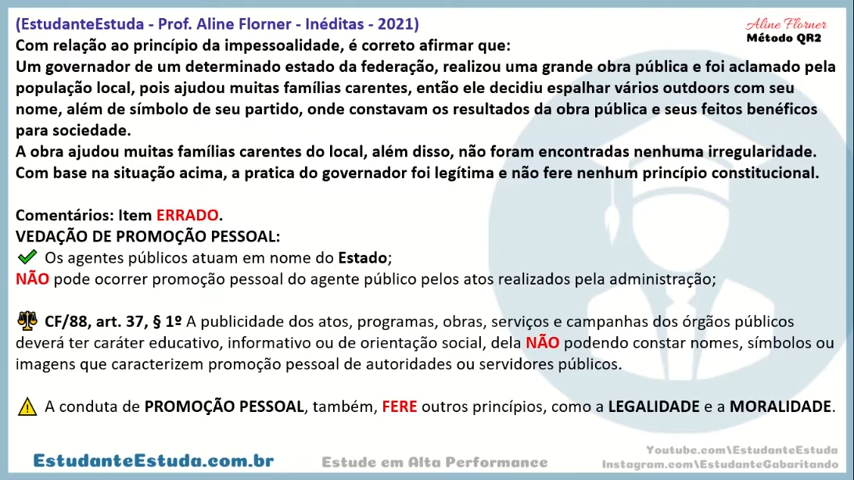 (EstudanteEstuda - Prof. Aline Florner - Inéditas - 2021)
Aline Florner
Método QR2
Com relação ao princípio da impessoalidade, é correto afirmar que:
Um governador de um determinado estado da federação, realizou uma grande obra pública e foi aclamado pela
população local, pois ajudou muitas famílias carentes, então ele decidiu espalhar vários outdoors com seu
nome, além de símbolo de seu partido, onde constavam os resultados da obra pública e seus feitos benéficos
para sociedade.
A obra ajudou muitas famílias carentes do local, além disso, não foram encontradas nenhuma irregularidade.
Com base na situação acima, a pratica do governador foi legítima e não fere nenhum princípio constitucional.
Comentários: Item ERRADO.
VEDAÇÃO DE PROMOÇÃO PESSOAL:
Os agentes públicos atuam em nome do Estado;
NÃO pode ocorrer promoção pessoal do agente público pelos atos realizados pela administração;
CF/88, art. 37, § 1º A publicidade dos atos, programas, obras, serviços e campanhas dos órgãos públicos
deverá ter caráter educativo, informativo ou de orientação social, dela NÃO podendo constar nomes, símbolos ou
imagens que caracterizem promoção pessoal de autoridades ou servidores públicos.
A conduta de PROMOÇÃO PESSOAL, também, FERE outros princípios, como a LEGALIDADE e a MORALIDADE.
EstudanteEstuda.com.br
Estude em Alta Performance
Youtube.com\EstudanteEstuda
Instagram.com\EstudanteGabaritando